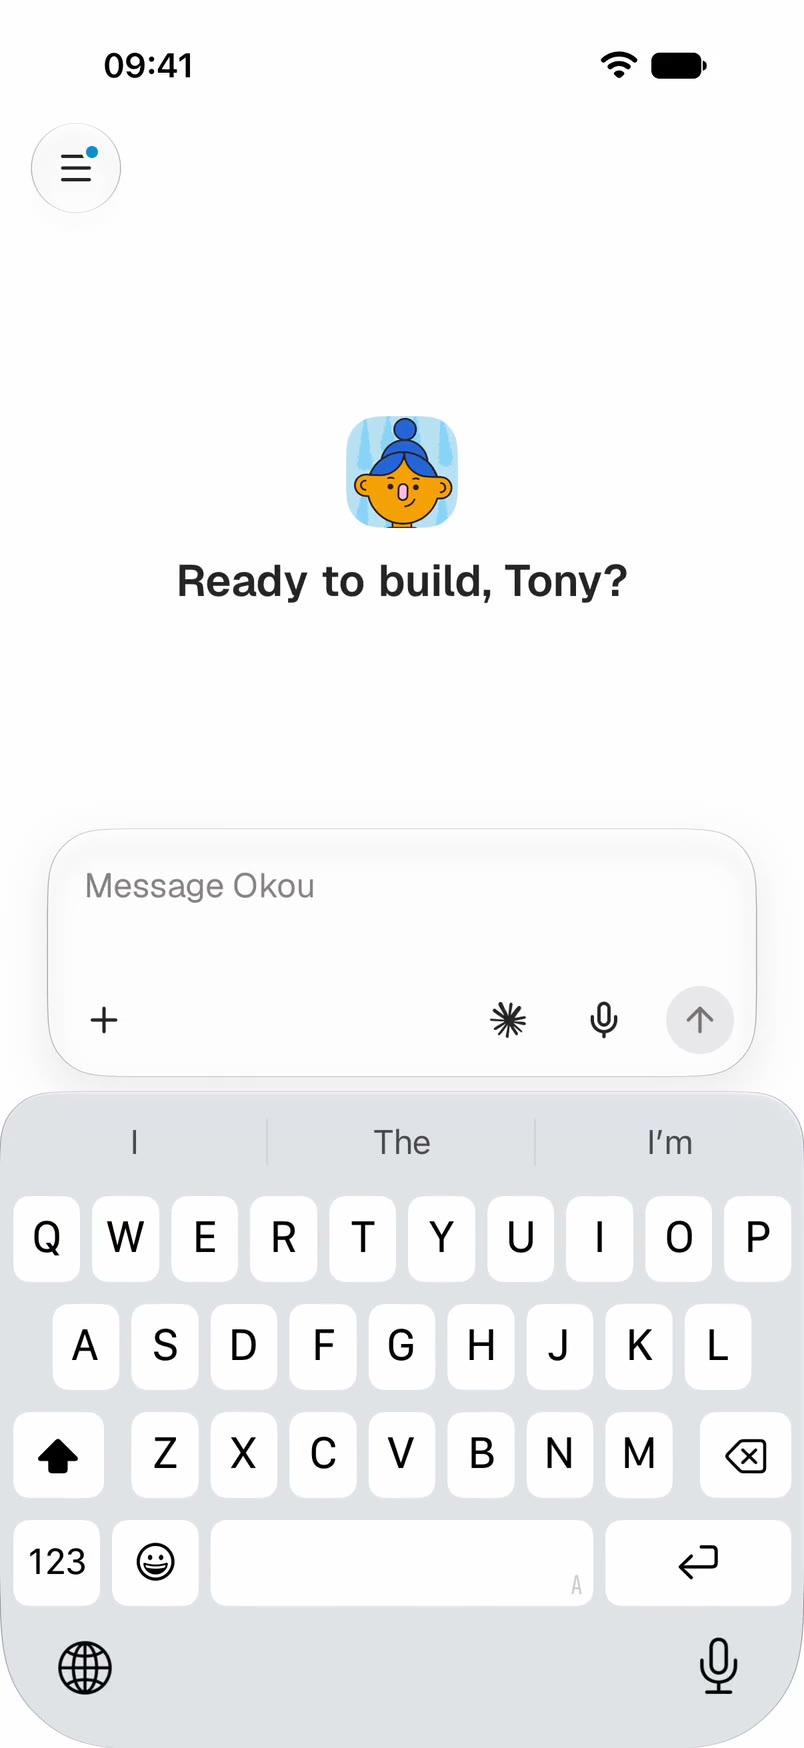 09:41
Ready to build, Tony?
Message Okou
I The I’m
Q W E R T Y U I O P
A S D F G H J K L
Z X C V B N M
123
A